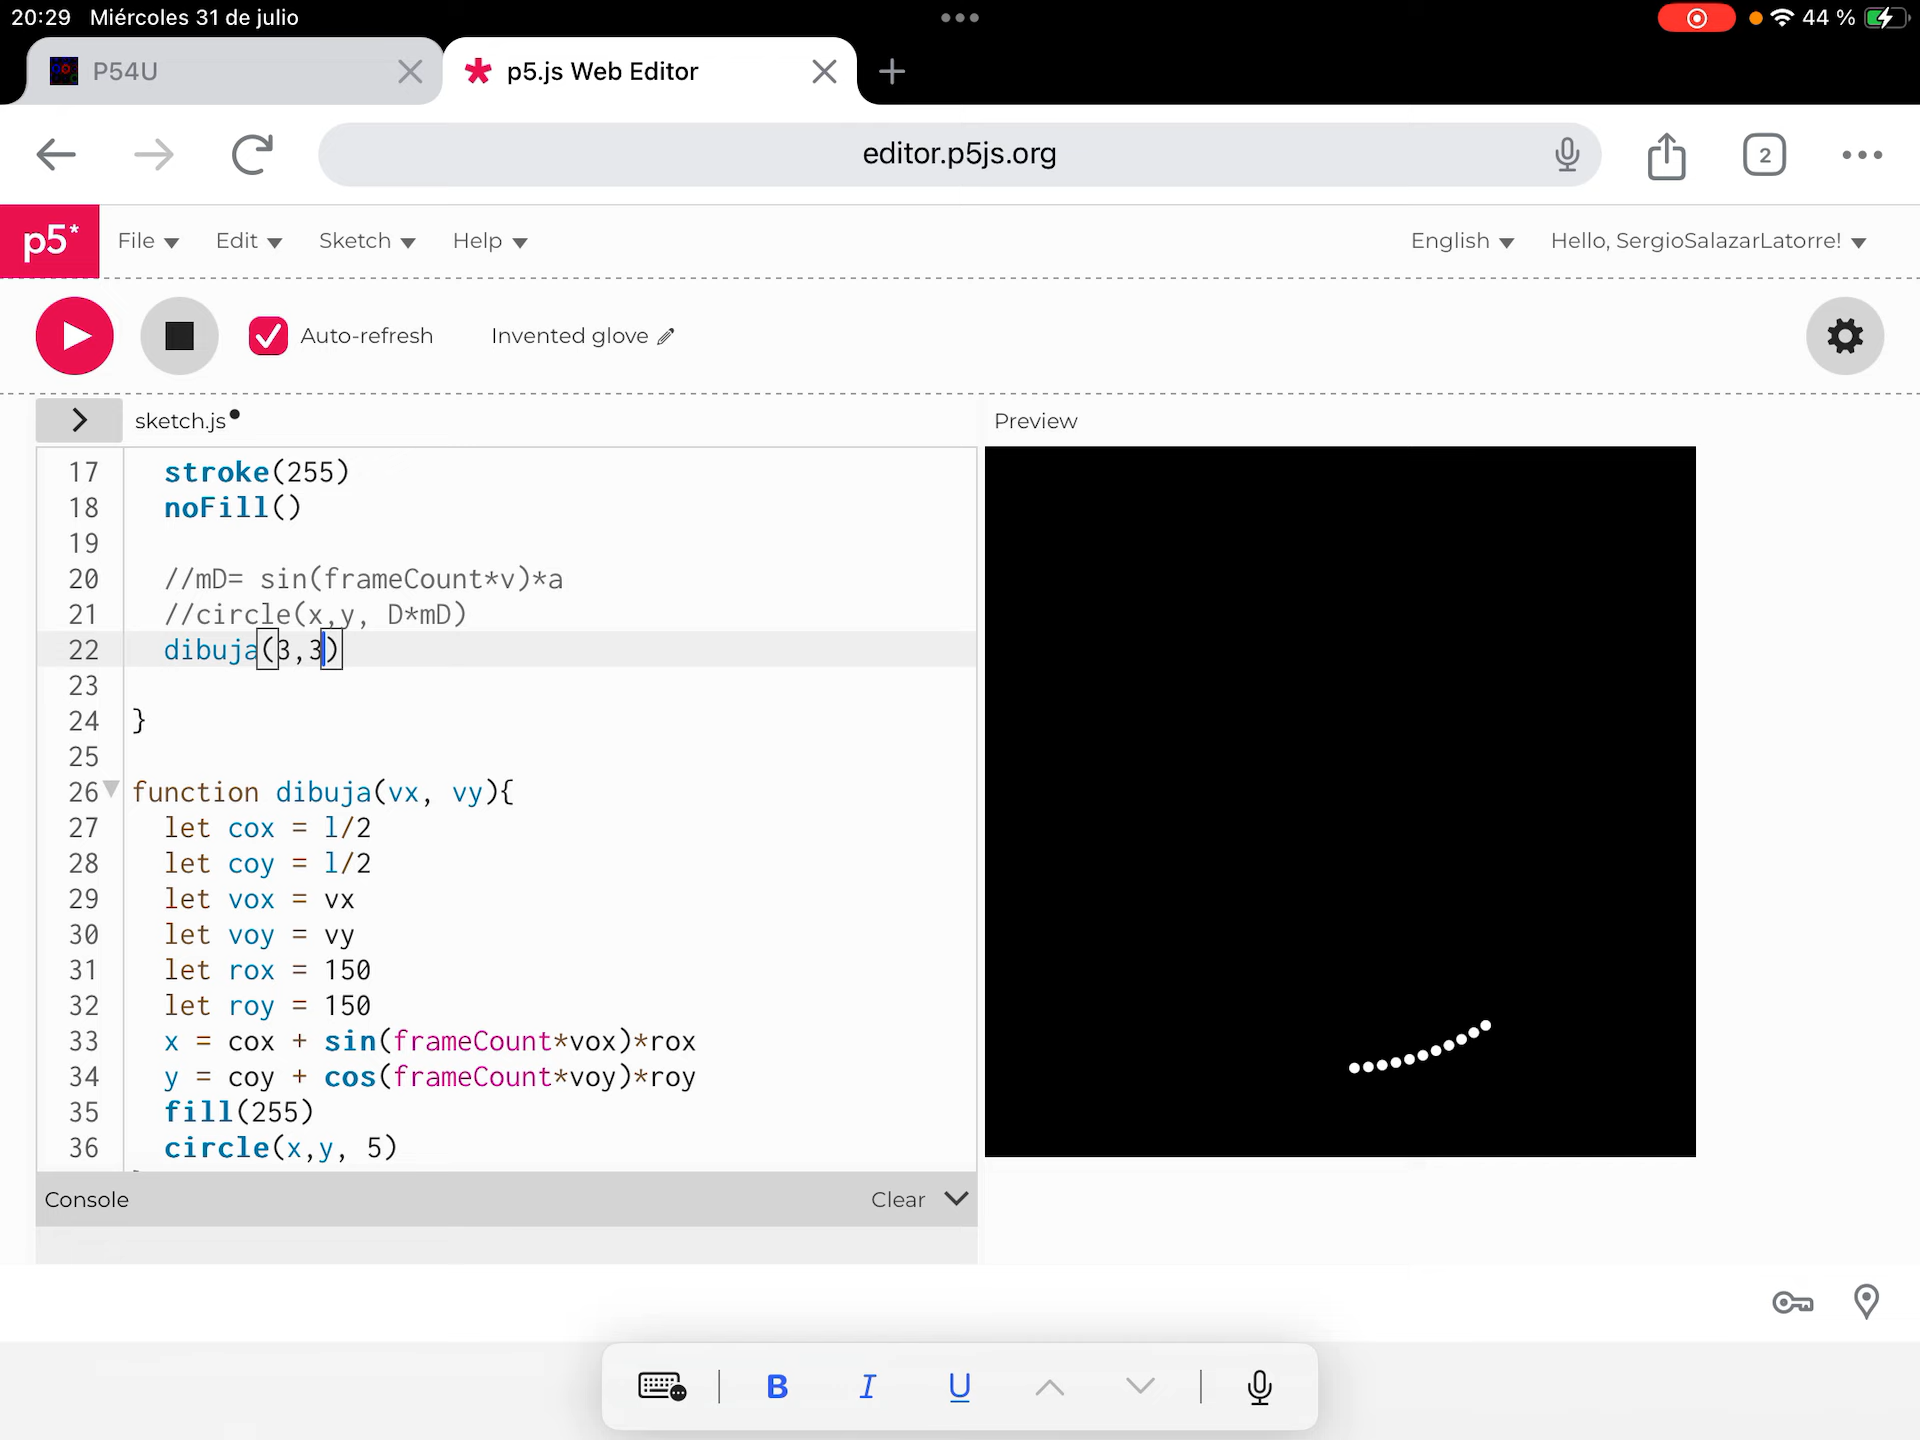 20:29 Miércoles 31 de julio
44 %
P54U
p5.js Web Editor
editor.p5js.org
2
p5*
File
Edit
Sketch
Help
English
Hello, SergioSalazarLatorre!
Auto-refresh
Invented glove
sketch.js
Preview
17 stroke(255)
18 noFill()
19
20 //mD= sin(frameCount*v)*a
21 //circle(x,y, D*mD)
22 dibuja(3,3)
23
24 }
25
26 function dibuja(vx, vy){
27 let cox = l/2
28 let coy = l/2
29 let vox = vx
30 let voy = vy
31 let rox = 150
32 let roy = 150
33 x = cox + sin(frameCount*vox)*rox
34 y = coy + cos(frameCount*voy)*roy
35 fill(255)
36 circle(x,y, 5)
Console
Clear
B I U